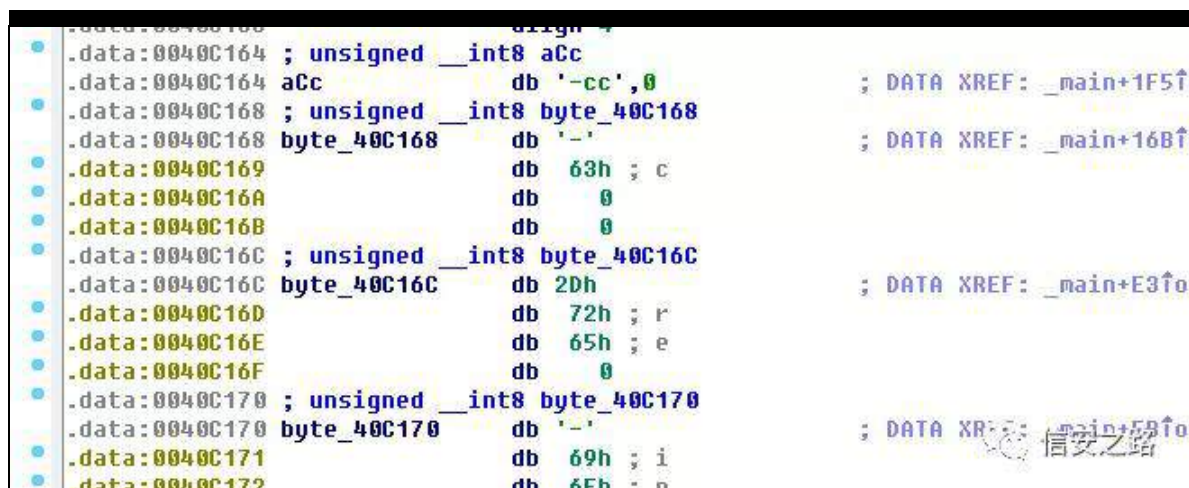 .data:0040C164 ; unsigned __int8 aCc
.data:0040C164 aCc db '-cc',0 ; DATA XREF: _main+1F5↑
.data:0040C168 ; unsigned __int8 byte_40C168
.data:0040C168 byte_40C168 db '-' ; DATA XREF: _main+16B↑
.data:0040C169 db 63h ; c
.data:0040C16A db 0
.data:0040C16B db 0
.data:0040C16C ; unsigned __int8 byte_40C16C
.data:0040C16C byte_40C16C db 2Dh ; DATA XREF: _main+E3↑o
.data:0040C16D db 72h ; r
.data:0040C16E db 65h ; e
.data:0040C16F db 0
.data:0040C170 ; unsigned __int8 byte_40C170
.data:0040C170 byte_40C170 db '-' ; DATA
信安之路
.data:0040C171 db 69h ; i
.data:0040C172 db